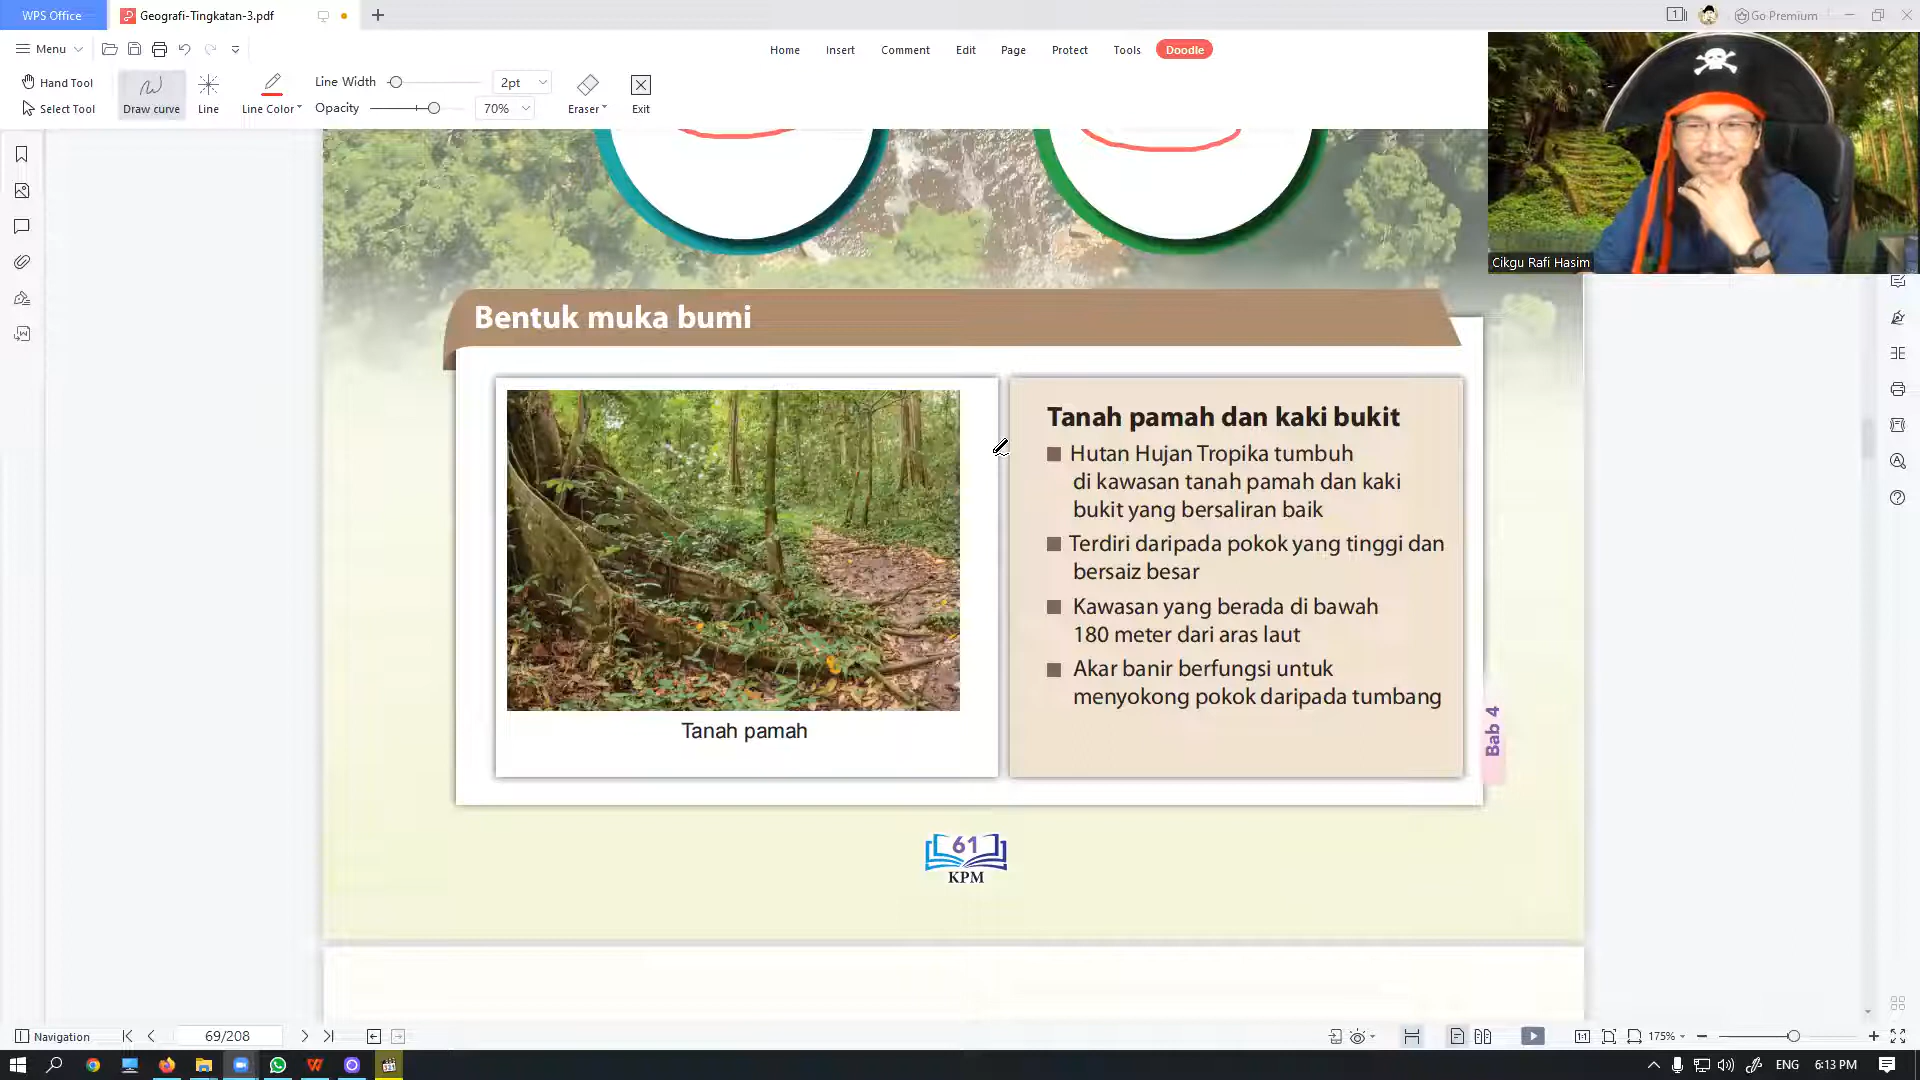 WPS Office
Geografi-Tingkatan-3.pdf
1
Go Premium
Menu
Home Insert Comment Edit Page Protect Tools Doodle
Hand Tool
Select Tool
Draw curve
Line
Line Color
Line Width
2pt
Opacity
70%
Eraser
Exit
Cikgu Rafi Hasim
Bentuk muka bumi
Tanah pamah
Tanah pamah dan kaki bukit
Hutan Hujan Tropika tumbuh
di kawasan tanah pamah dan kaki
bukit yang bersaliran baik
Terdiri daripada pokok yang tinggi dan
bersaiz besar
Kawasan yang berada di bawah
180 meter dari aras laut
Akar banir berfungsi untuk
menyokong pokok daripada tumbang
Bab 4
61
KPM
Navigation
69/208
175%
ENG
6:13 PM